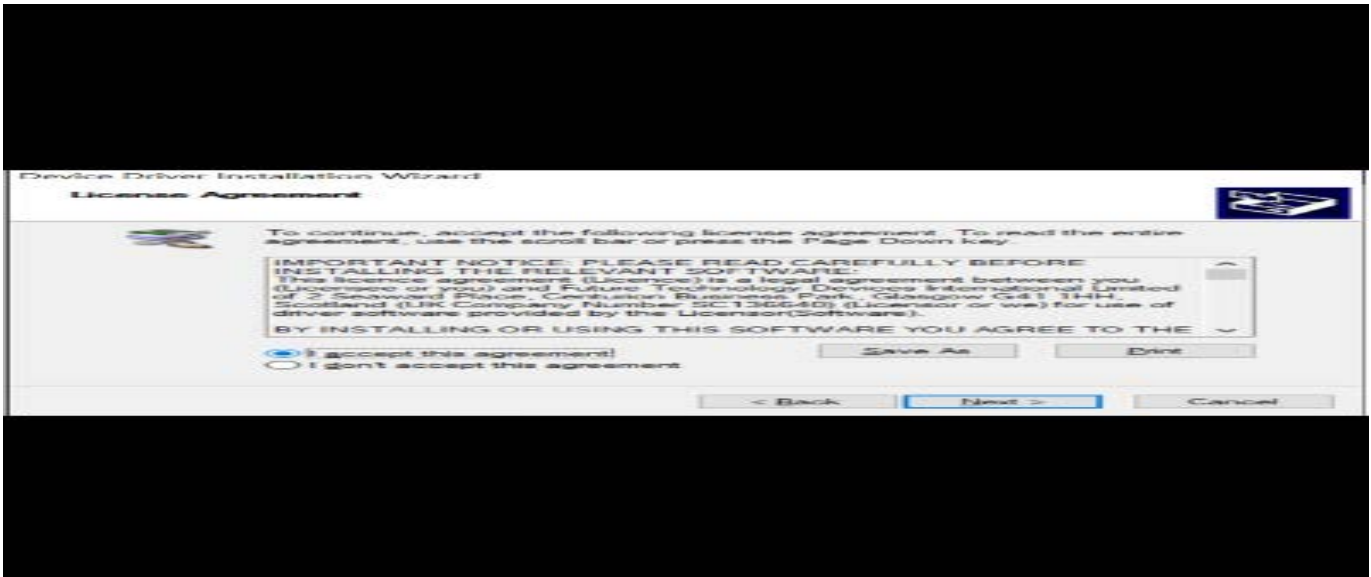 Device Driver Installation Wizard
License Agreement
To continue, accept the following license agreement. To read the entire
agreement, use the scroll bar or press the Page Down key.
IMPORTANT NOTICE: PLEASE READ CAREFULLY BEFORE
INSTALLING THE RELEVANT SOFTWARE:
This licence agreement (Licence) is a legal agreement between you
(Licensee or you) and Future Technology Devices International Limited
of 2 Seaward Place, Centurion Business Park, Glasgow G41 1HH,
Scotland (UK Company Number SC136640) (Licensor or we) for use of
driver software provided by the Licensor(Software).
BY INSTALLING OR USING THIS SOFTWARE YOU AGREE TO THE
I accept this agreement
Save As
Print
I don't accept this agreement
< Back
Next >
Cancel